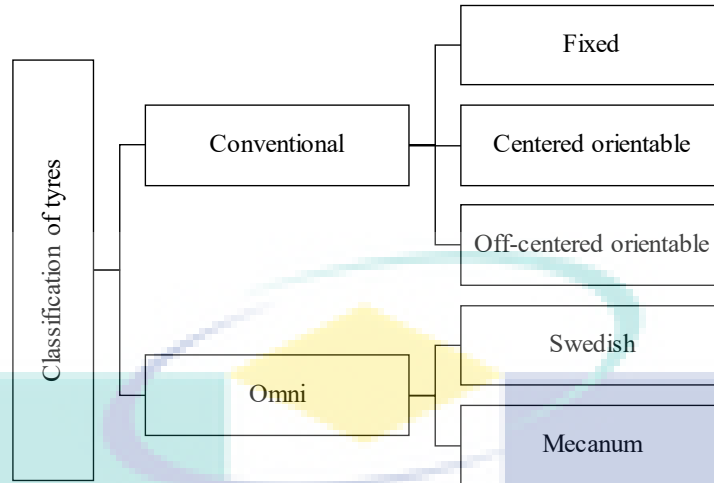 Classification of tyres
Conventional
Fixed
Centered orientable
Off-centered orientable
Omni
Swedish
Mecanum